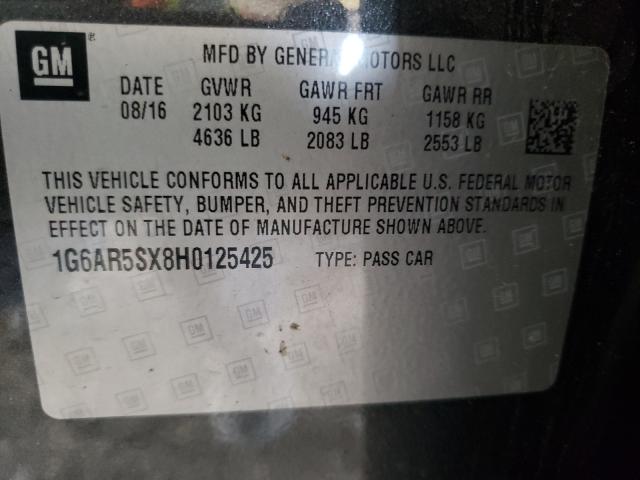 GM ®
MFD BY GENERAL MOTORS LLC
DATE GVWR GAWR FRT GAWR RR
08/16 2103 KG 945 KG 1158 KG
4636 LB 2083 LB 2553 LB
THIS VEHICLE CONFORMS TO ALL APPLICABLE U.S. FEDERAL MOTOR
VEHICLE SAFETY, BUMPER, AND THEFT PREVENTION STANDARDS IN
EFFECT ON THE DATE OF MANUFACTURE SHOWN ABOVE.
1G6AR5SX8H0125425 TYPE: PASS CAR